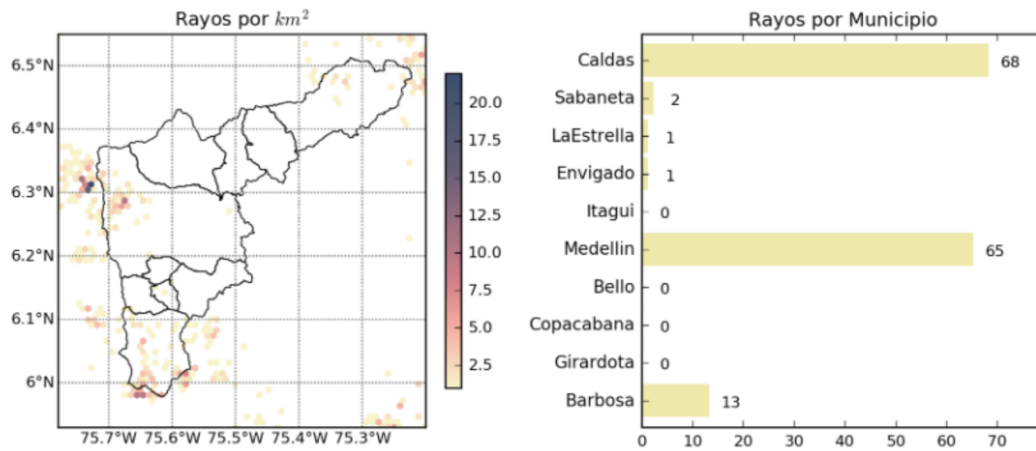 Rayos por km²
6.5°N
6.4°N
6.3°N
6.2°N
6.1°N
6°N
75.7°W 75.6°W 75.5°W 75.4°W 75.3°W
20.0
17.5
15.0
12.5
10.0
7.5
5.0
2.5
Rayos por Municipio
Caldas 68
Sabaneta 2
LaEstrella 1
Envigado 1
Itagui 0
Medellin 65
Bello 0
Copacabana 0
Girardota 0
Barbosa 13
0 10 20 30 40 50 60 70